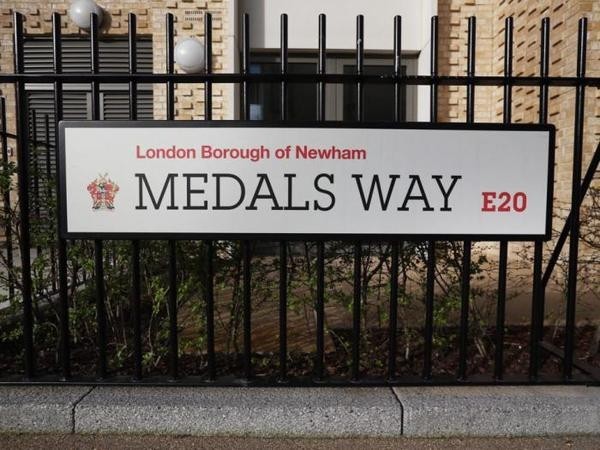 London Borough of Newham
MEDALS WAY E20